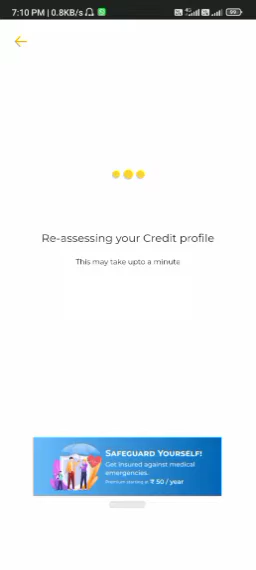 7:10 PM | 0.8KB/s
Re-assessing your Credit profile
This may take upto a minute
SAFEGUARD YOURSELF!
Get insured against medical
emergencies.
Premium starting at ₹ 50 / year